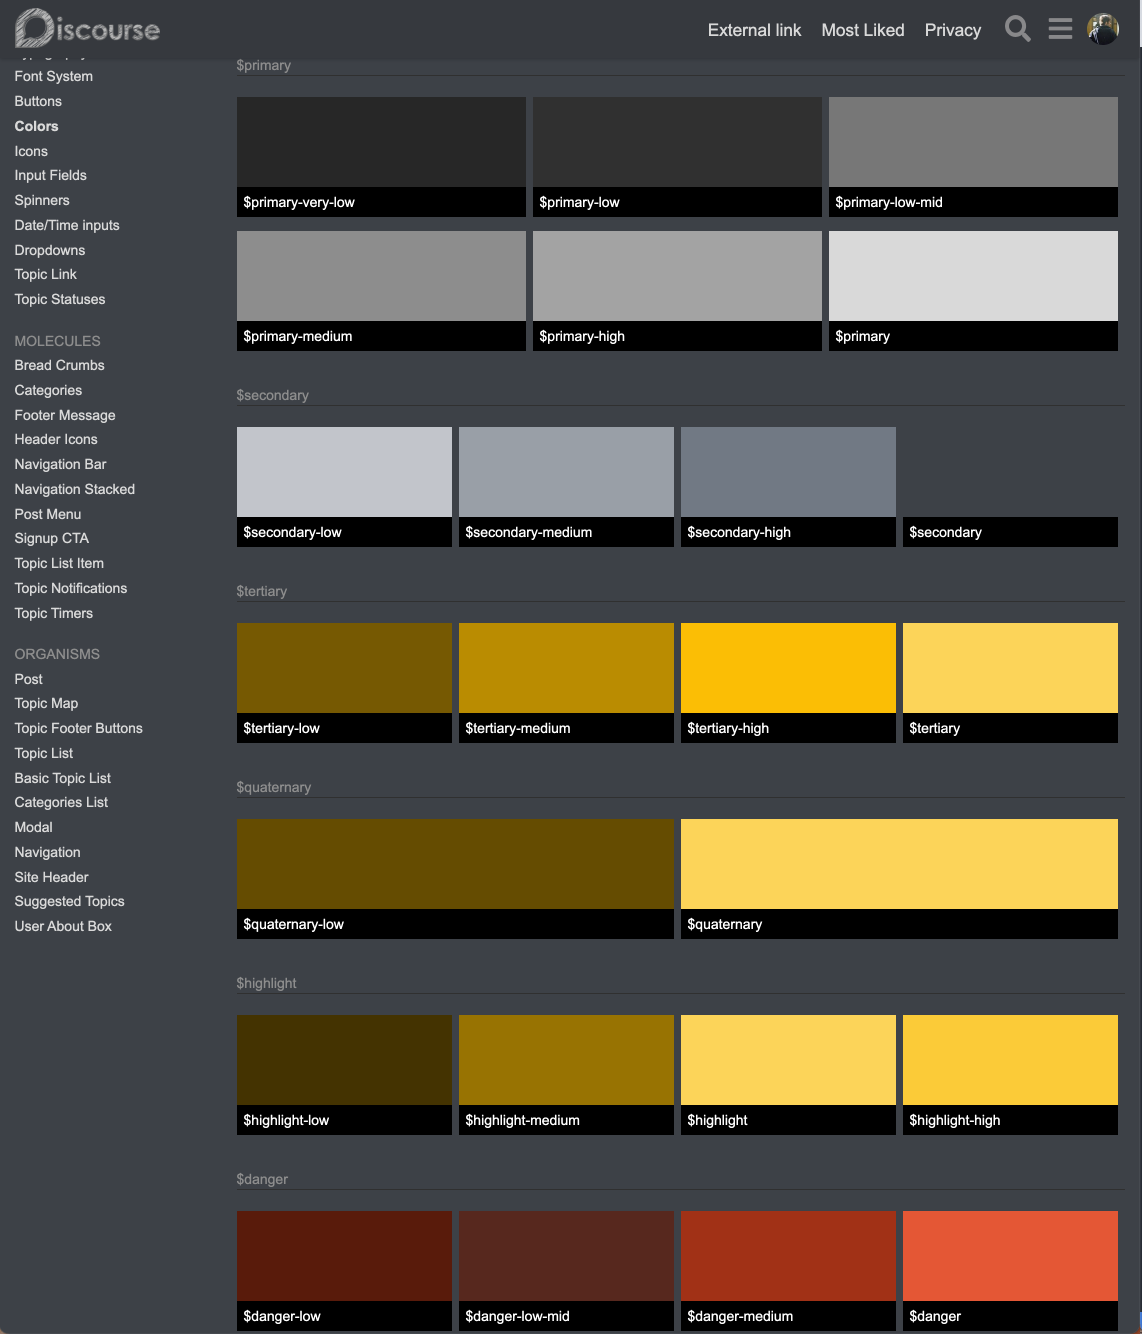 Discourse
External link Most Liked Privacy
Font System
Buttons
Colors
Icons
Input Fields
Spinners
Date/Time inputs
Dropdowns
Topic Link
Topic Statuses
MOLECULES
Bread Crumbs
Categories
Footer Message
Header Icons
Navigation Bar
Navigation Stacked
Post Menu
Signup CTA
Topic List Item
Topic Notifications
Topic Timers
ORGANISMS
Post
Topic Map
Topic Footer Buttons
Topic List
Basic Topic List
Categories List
Modal
Navigation
Site Header
Suggested Topics
User About Box
$primary
$primary-very-low
$primary-low
$primary-low-mid
$primary-medium
$primary-high
$primary
$secondary
$secondary-low
$secondary-medium
$secondary-high
$secondary
$tertiary
$tertiary-low
$tertiary-medium
$tertiary-high
$tertiary
$quaternary
$quaternary-low
$quaternary
$highlight
$highlight-low
$highlight-medium
$highlight
$highlight-high
$danger
$danger-low
$danger-low-mid
$danger-medium
$danger